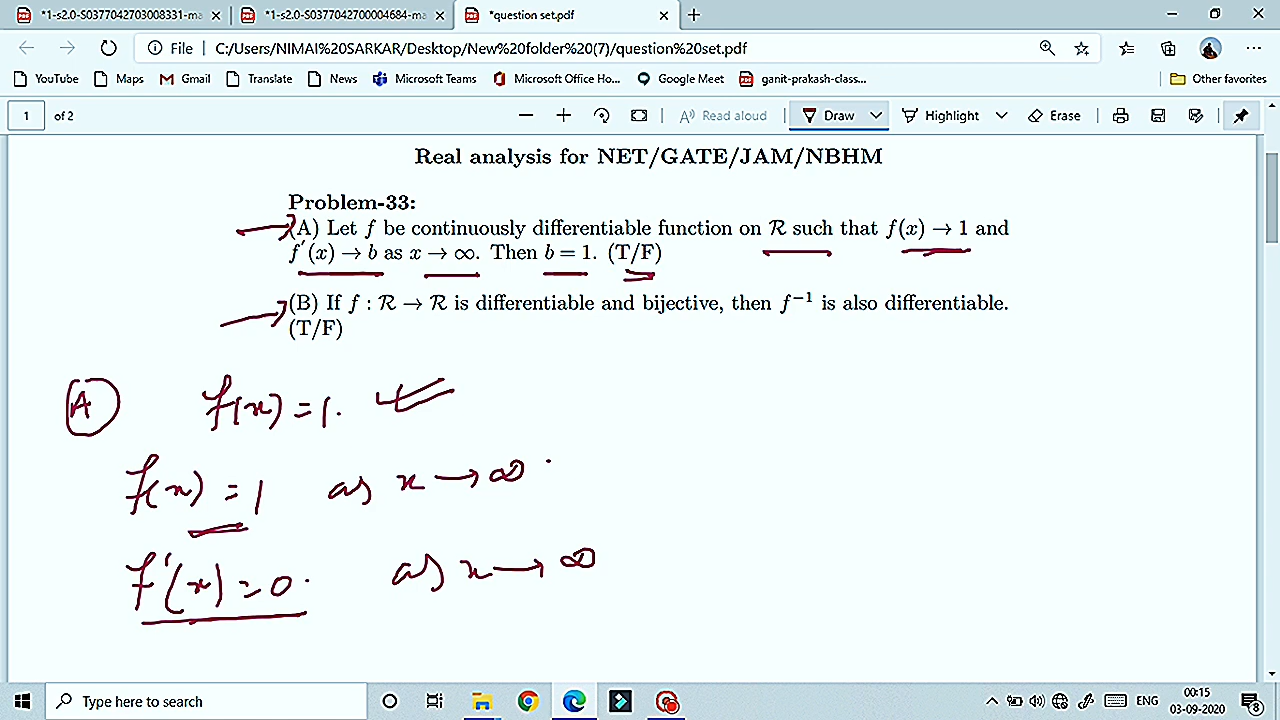 *1-s2.0-S0377042703008331-ma
*1-s2.0-S0377042700004684-ma
*question set.pdf
File C:/Users/NIMAI%20SARKAR/Desktop/New%20folder%20(7)/question%20set.pdf
YouTube Maps Gmail Translate News Microsoft Teams Microsoft Office Ho... Google Meet ganit-prakash-class... Other favorites
1 of 2 Read aloud Draw Highlight Erase
Real analysis for NET/GATE/JAM/NBHM
Problem-33:
(A) Let f be continuously differentiable function on R such that f(x) → 1 and
f′(x) → b as x → ∞. Then b = 1. (T/F)
(B) If f : R → R is differentiable and bijective, then f⁻¹ is also differentiable.
(T/F)
A f(x) = 1.
f(x) = 1 as x → ∞
f′(x) = 0. as x → ∞
Type here to search
ENG
00:15
03-09-2020
8